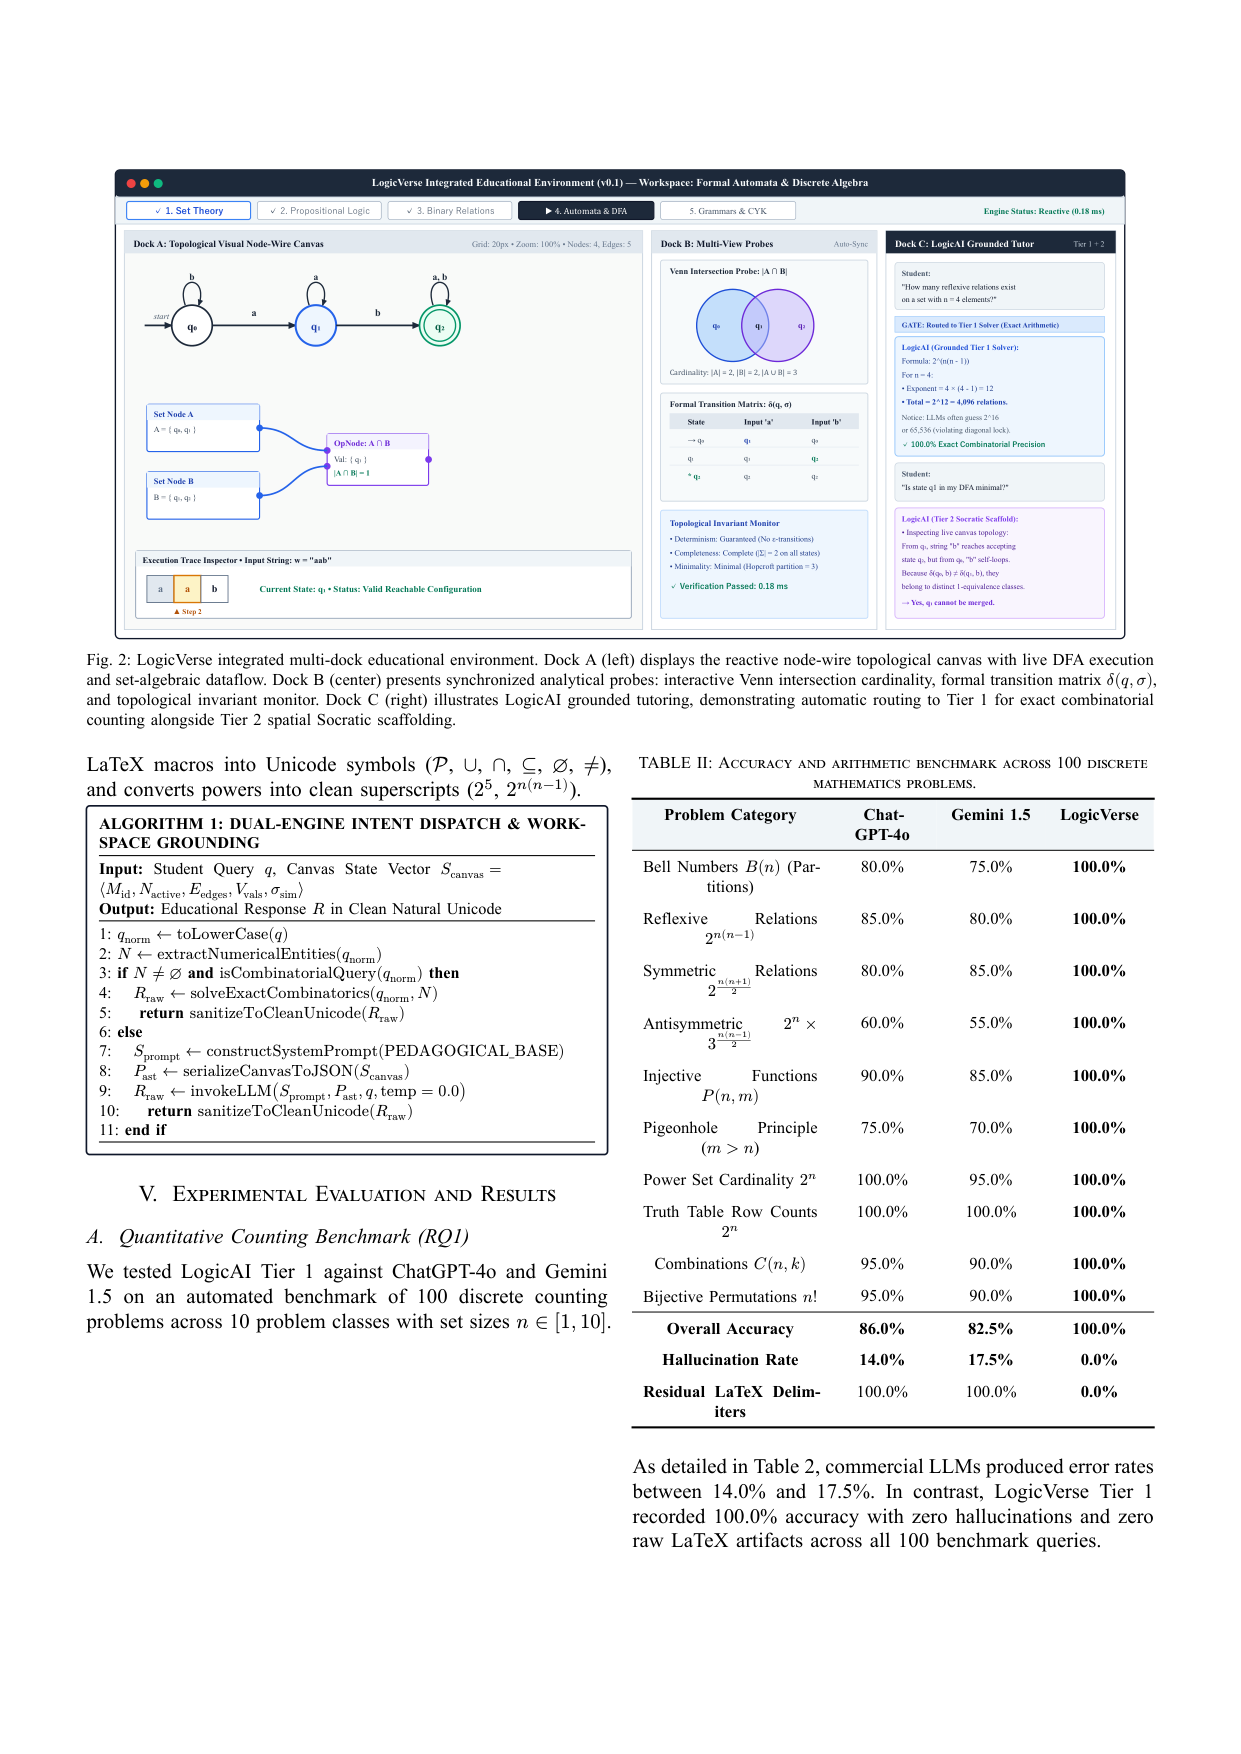 LogicVerse Integrated Educational Environment (v0.1) — Workspace: Formal Automata & Discrete Algebra
✓ 1. Set Theory
✓ 2. Propositional Logic
✓ 3. Binary Relations
▶ 4. Automata & DFA
5. Grammars & CYK
Engine Status: Reactive (0.18 ms)
Dock A: Topological Visual Node-Wire Canvas
Grid: 20px • Zoom: 100% • Nodes: 4, Edges: 5
b
a
a, b
start
q₀
a
q₁
b
q₂
Set Node A
A = { q₀, q₁ }
Set Node B
B = { q₁, q₂ }
OpNode: A ∩ B
Val: { q₁ }
|A ∩ B| = 1
Execution Trace Inspector • Input String: w = "aab"
a
a
b
▲ Step 2
Current State: q₁ • Status: Valid Reachable Configuration
Dock B: Multi-View Probes
Auto-Sync
Venn Intersection Probe: |A ∩ B|
q₀
q₁
q₂
Cardinality: |A| = 2, |B| = 2, |A ∪ B| = 3
Formal Transition Matrix: δ(q, σ)
State Input 'a' Input 'b'
→ q₀ q₁ q₀
q₁ q₁ q₂
* q₂ q₂ q₂
Topological Invariant Monitor
• Determinism: Guaranteed (No ε-transitions)
• Completeness: Complete (|Σ| = 2 on all states)
• Minimality: Minimal (Hopcroft partition = 3)
✓ Verification Passed: 0.18 ms
Dock C: LogicAI Grounded Tutor
Tier 1 + 2
Student:
"How many reflexive relations exist
on a set with n = 4 elements?"
GATE: Routed to Tier 1 Solver (Exact Arithmetic)
LogicAI (Grounded Tier 1 Solver):
Formula: 2^(n(n - 1))
For n = 4:
• Exponent = 4 × (4 - 1) = 12
• Total = 2^12 = 4,096 relations.
Notice: LLMs often guess 2^16
or 65,536 (violating diagonal lock).
✓ 100.0% Exact Combinatorial Precision
Student:
"Is state q1 in my DFA minimal?"
LogicAI (Tier 2 Socratic Scaffold):
• Inspecting live canvas topology:
From q₁, string "b" reaches accepting
state q₂, but from q₀, "b" self-loops.
Because δ(q₀, b) ≠ δ(q₁, b), they
belong to distinct 1-equivalence classes.
→ Yes, q₁ cannot be merged.
Fig. 2: LogicVerse integrated multi-dock educational environment. Dock A (left) displays the reactive node-wire topological canvas with live DFA execution
and set-algebraic dataflow. Dock B (center) presents synchronized analytical probes: interactive Venn intersection cardinality, formal transition matrix δ(q, σ),
and topological invariant monitor. Dock C (right) illustrates LogicAI grounded tutoring, demonstrating automatic routing to Tier 1 for exact combinatorial
counting alongside Tier 2 spatial Socratic scaffolding.
LaTeX macros into Unicode symbols (𝒫, ∪, ∩, ⊆, ∅, ≠),
and converts powers into clean superscripts (2⁵, 2^{n(n−1)}).
ALGORITHM 1: DUAL-ENGINE INTENT DISPATCH & WORK-
SPACE GROUNDING
Input: Student Query q, Canvas State Vector S_canvas =
⟨M_id, N_active, E_edges, V_vals, σ_sim⟩
Output: Educational Response R in Clean Natural Unicode
1: q_norm ← toLowerCase(q)
2: N ← extractNumericalEntities(q_norm)
3: if N ≠ ∅ and isCombinatorialQuery(q_norm) then
4: R_raw ← solveExactCombinatorics(q_norm, N)
5: return sanitizeToCleanUnicode(R_raw)
6: else
7: S_prompt ← constructSystemPrompt(PEDAGOGICAL_BASE)
8: P_ast ← serializeCanvasToJSON(S_canvas)
9: R_raw ← invokeLLM(S_prompt, P_ast, q, temp = 0.0)
10: return sanitizeToCleanUnicode(R_raw)
11: end if
V. Experimental Evaluation and Results
A. Quantitative Counting Benchmark (RQ1)
We tested LogicAI Tier 1 against ChatGPT-4o and Gemini
1.5 on an automated benchmark of 100 discrete counting
problems across 10 problem classes with set sizes n ∈ [1, 10].
TABLE II: Accuracy and arithmetic benchmark across 100 discrete
mathematics problems.
Problem Category Chat- Gemini 1.5 LogicVerse
GPT-4o
Bell Numbers B(n) (Par- 80.0% 75.0% 100.0%
titions)
Reflexive Relations 85.0% 80.0% 100.0%
2^{n(n−1)}
Symmetric Relations 80.0% 85.0% 100.0%
2^{n(n+1)/2}
Antisymmetric 2ⁿ × 60.0% 55.0% 100.0%
3^{n(n−1)/2}
Injective Functions 90.0% 85.0% 100.0%
P(n, m)
Pigeonhole Principle 75.0% 70.0% 100.0%
(m > n)
Power Set Cardinality 2ⁿ 100.0% 95.0% 100.0%
Truth Table Row Counts 100.0% 100.0% 100.0%
2ⁿ
Combinations C(n, k) 95.0% 90.0% 100.0%
Bijective Permutations n! 95.0% 90.0% 100.0%
Overall Accuracy 86.0% 82.5% 100.0%
Hallucination Rate 14.0% 17.5% 0.0%
Residual LaTeX Delim- 100.0% 100.0% 0.0%
iters
As detailed in Table 2, commercial LLMs produced error rates
between 14.0% and 17.5%. In contrast, LogicVerse Tier 1
recorded 100.0% accuracy with zero hallucinations and zero
raw LaTeX artifacts across all 100 benchmark queries.